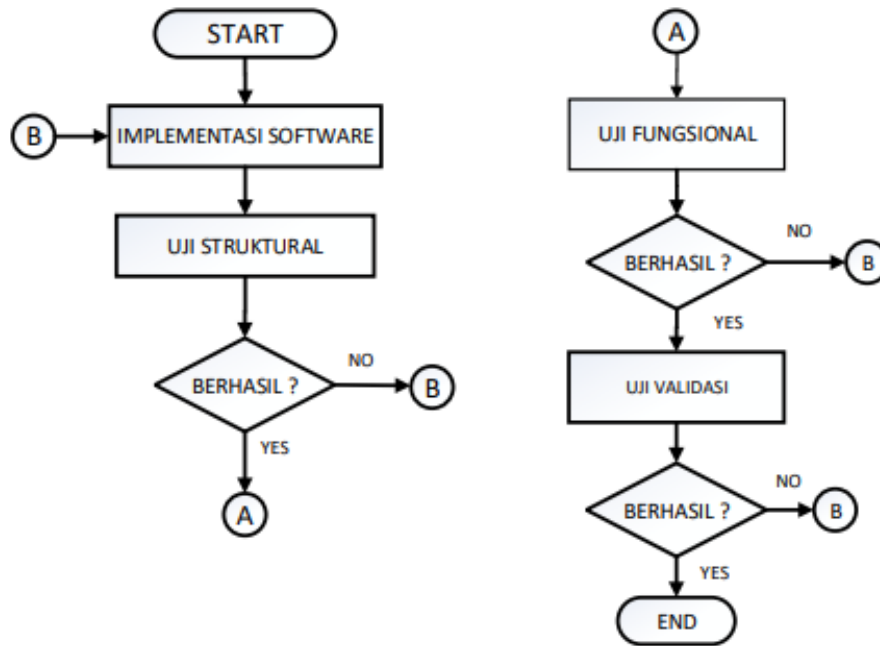 START
B
IMPLEMENTASI SOFTWARE
UJI STRUKTURAL
BERHASIL ?
NO
B
YES
A
A
UJI FUNGSIONAL
BERHASIL ?
NO
B
YES
UJI VALIDASI
BERHASIL ?
NO
B
YES
END